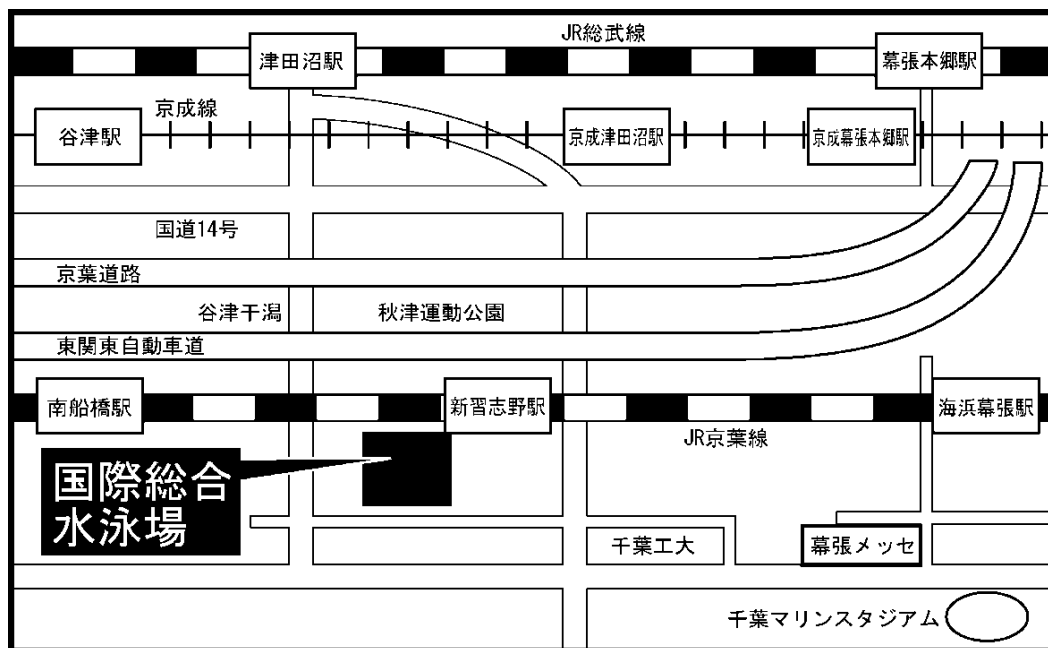 JR総武線
津田沼駅
幕張本郷駅
京成線
谷津駅
京成津田沼駅
京成幕張本郷駅
国道14号
京葉道路
谷津干潟
秋津運動公園
東関東自動車道
南船橋駅
新習志野駅
海浜幕張駅
JR京葉線
国際総合
水泳場
千葉工大
幕張メッセ
千葉マリンスタジアム